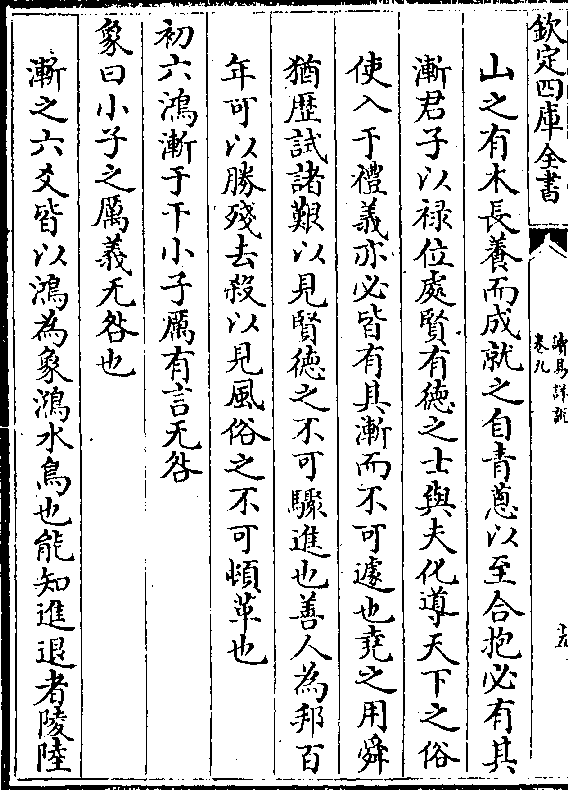 欽定四庫全書
讀易詳說
卷九
山之有木長養而成就之自青蔥以至合抱必有其
漸君子以禄位處賢有徳之士與夫化導天下之俗
使入于禮義亦必皆有其漸而不可遽也堯之用舜
猶歴試諸艱以見賢徳之不可驟進也善人為邦百
年可以勝殘去殺以見風俗之不可頓革也
初六鴻漸于干小子厲有言无咎
象曰小子之厲義无咎也
漸之六爻皆以鴻為象鴻水鳥也能知進退者陵陸